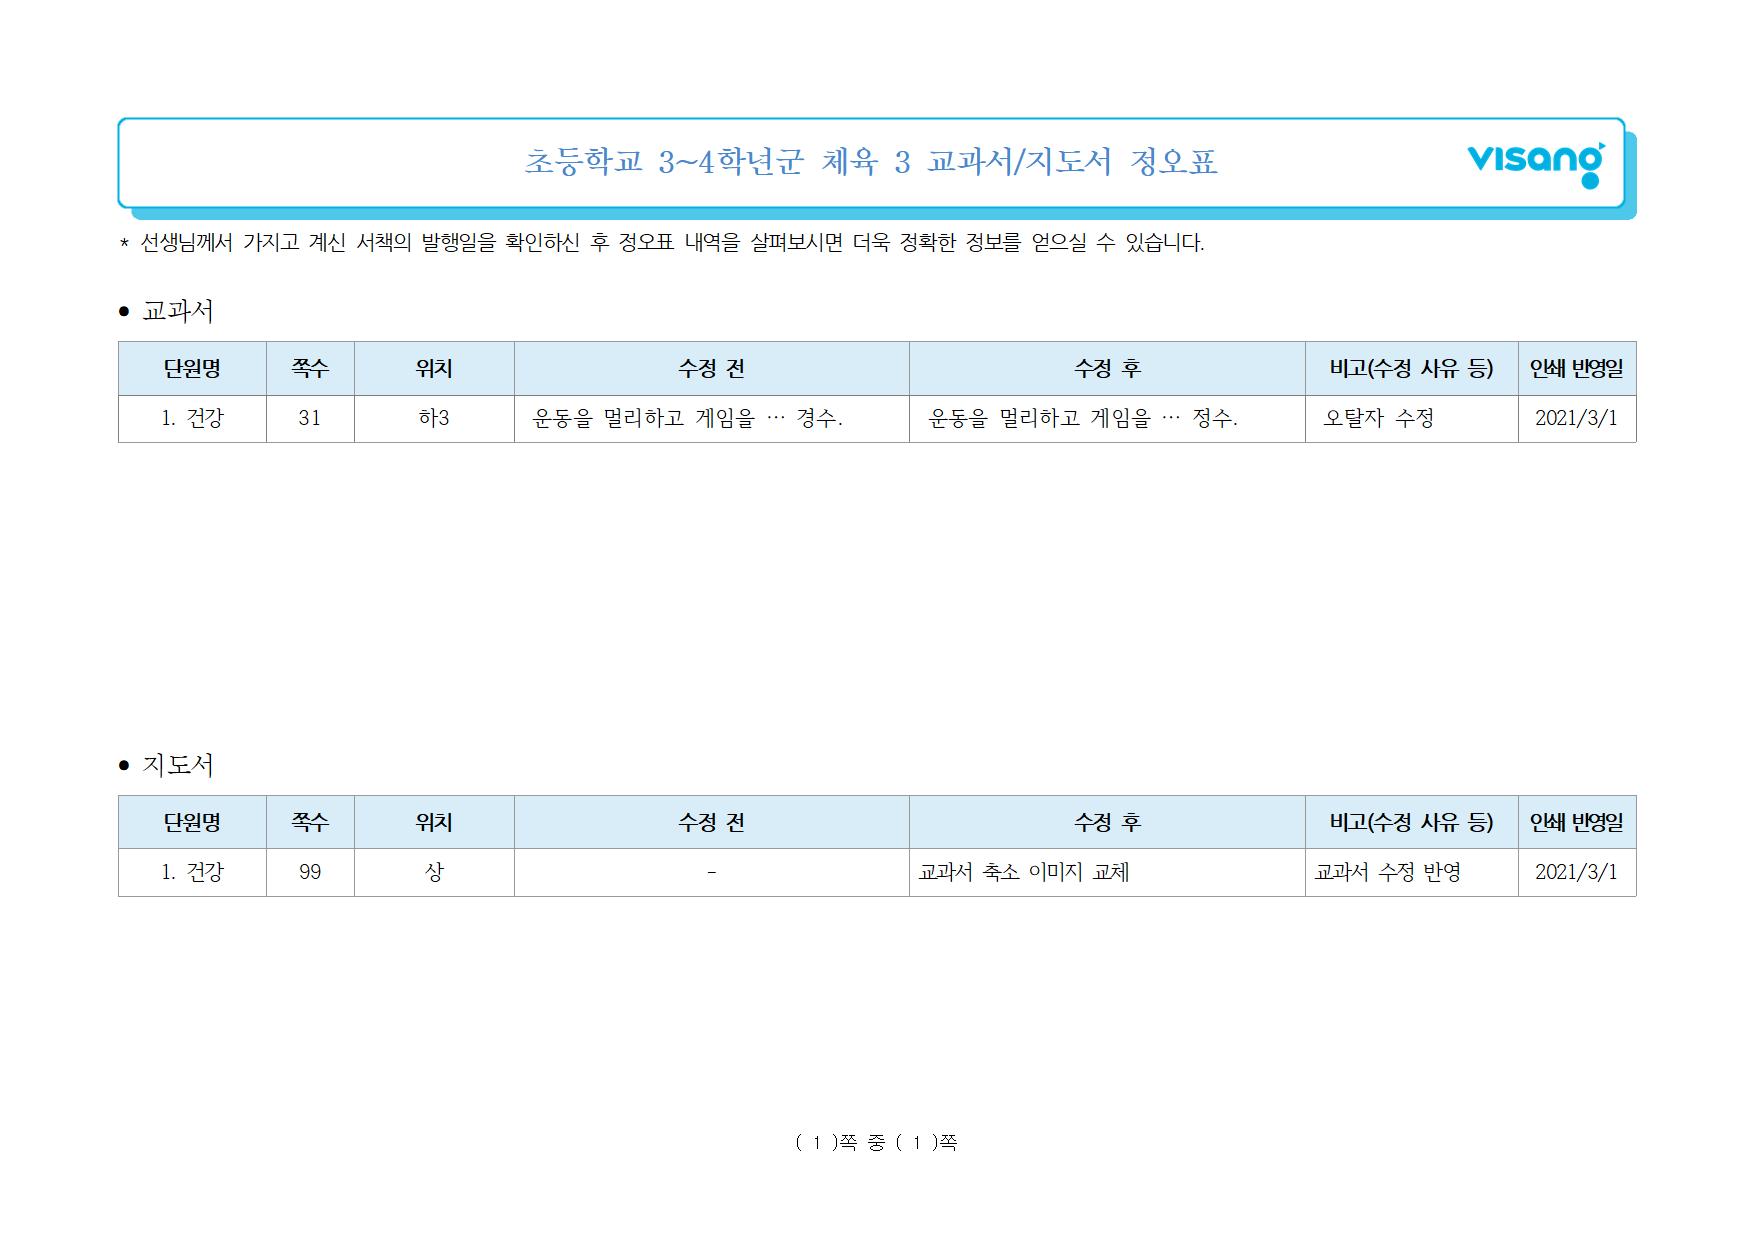 초등학교 3~4학년군 체육 3 교과서/지도서 정오표
visang
* 선생님께서 가지고 계신 서책의 발행일을 확인하신 후 정오표 내역을 살펴보시면 더욱 정확한 정보를 얻으실 수 있습니다.
• 교과서
단원명 쪽수 위치 수정 전 수정 후 비고(수정 사유 등) 인쇄 반영일
1. 건강 31 하3 운동을 멀리하고 게임을 … 경수. 운동을 멀리하고 게임을 … 정수. 오탈자 수정 2021/3/1
• 지도서
단원명 쪽수 위치 수정 전 수정 후 비고(수정 사유 등) 인쇄 반영일
1. 건강 99 상 - 교과서 축소 이미지 교체 교과서 수정 반영 2021/3/1
( 1 )쪽 중 ( 1 )쪽